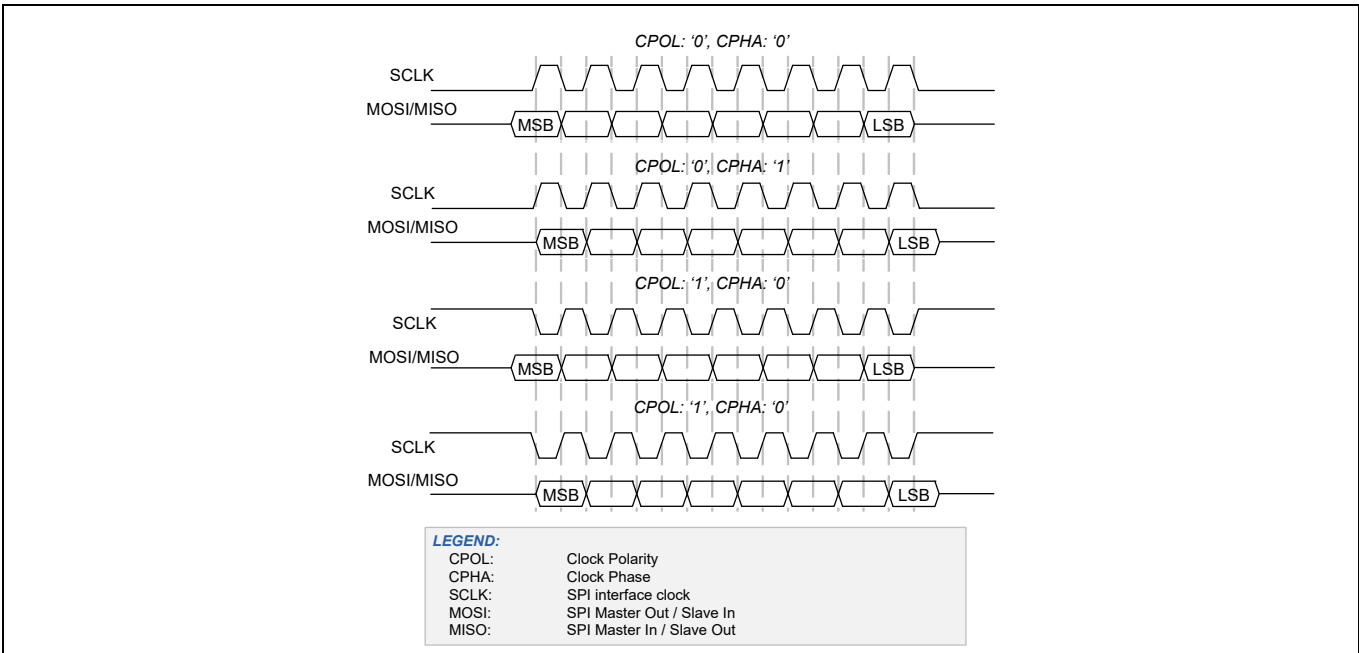 CPOL: ‘0’, CPHA: ‘0’
SCLK
MOSI/MISO
MSB LSB
CPOL: ‘0’, CPHA: ‘1’
SCLK
MOSI/MISO
MSB LSB
CPOL: ‘1’, CPHA: ‘0’
SCLK
MOSI/MISO
MSB LSB
CPOL: ‘1’, CPHA: ‘0’
SCLK
MOSI/MISO
MSB LSB
LEGEND:
CPOL: Clock Polarity
CPHA: Clock Phase
SCLK: SPI interface clock
MOSI: SPI Master Out / Slave In
MISO: SPI Master In / Slave Out